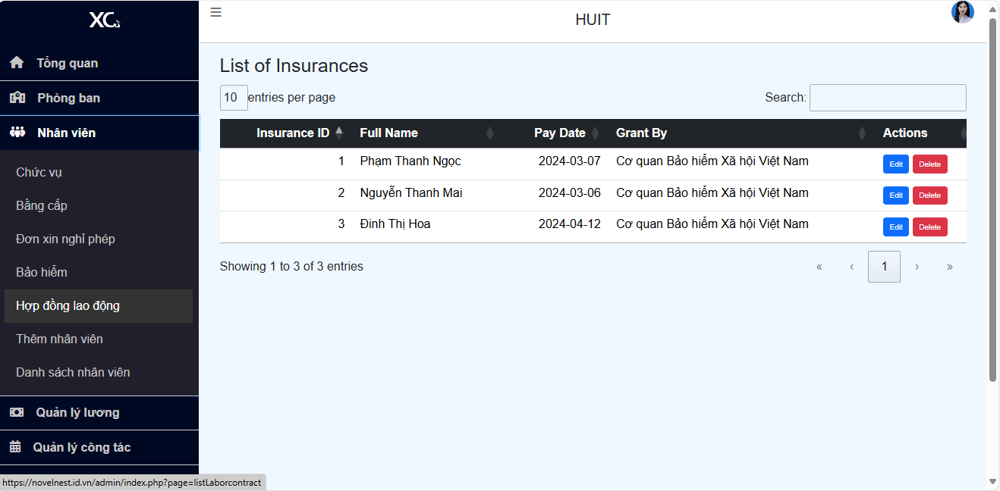 XC
HUIT
Tổng quan
Phòng ban
Nhân viên
Chức vụ
Bằng cấp
Đơn xin nghỉ phép
Bảo hiểm
Hợp đồng lao động
Thêm nhân viên
Danh sách nhân viên
Quản lý lương
Quản lý công tác
List of Insurances
10 entries per page
Search:
Insurance ID Full Name Pay Date Grant By Actions
1 Phạm Thanh Ngọc 2024-03-07 Cơ quan Bảo hiểm Xã hội Việt Nam Edit Delete
2 Nguyễn Thanh Mai 2024-03-06 Cơ quan Bảo hiểm Xã hội Việt Nam Edit Delete
3 Đinh Thị Hoa 2024-04-12 Cơ quan Bảo hiểm Xã hội Việt Nam Edit Delete
Showing 1 to 3 of 3 entries
« ‹ 1 › »
https://novelnest.id.vn/admin/index.php?page=listLaborcontract